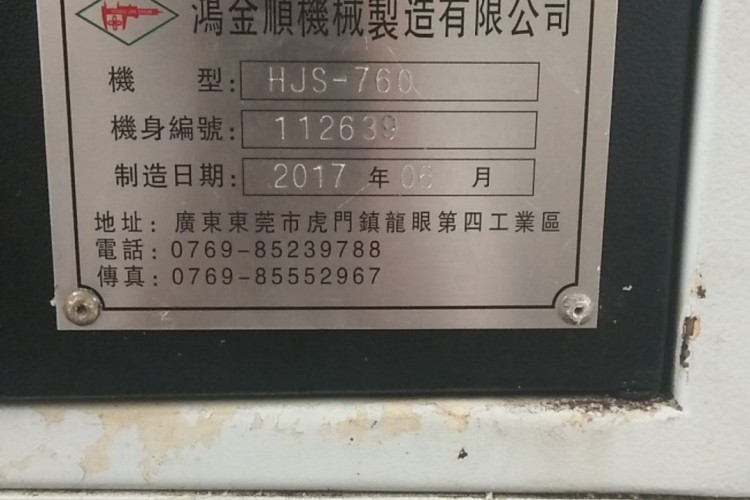 鴻金順機械製造有限公司
機 型: HJS-760
機身編號: 112639
制造日期: 2017 年 06 月
地址: 廣東東莞市虎門鎮龍眼第四工業區
電話: 0769-85239788
傳真: 0769-85552967